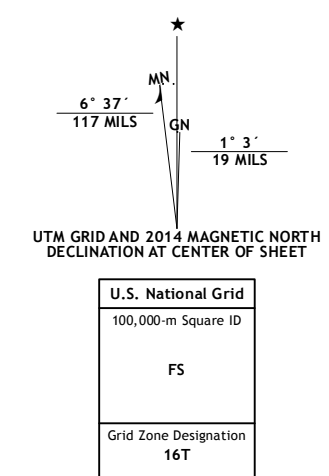 ★
MN
6° 37´
117 MILS
GN
1° 3´
19 MILS
UTM GRID AND 2014 MAGNETIC NORTH
DECLINATION AT CENTER OF SHEET
U.S. National Grid
100,000-m Square ID
FS
Grid Zone Designation
16T